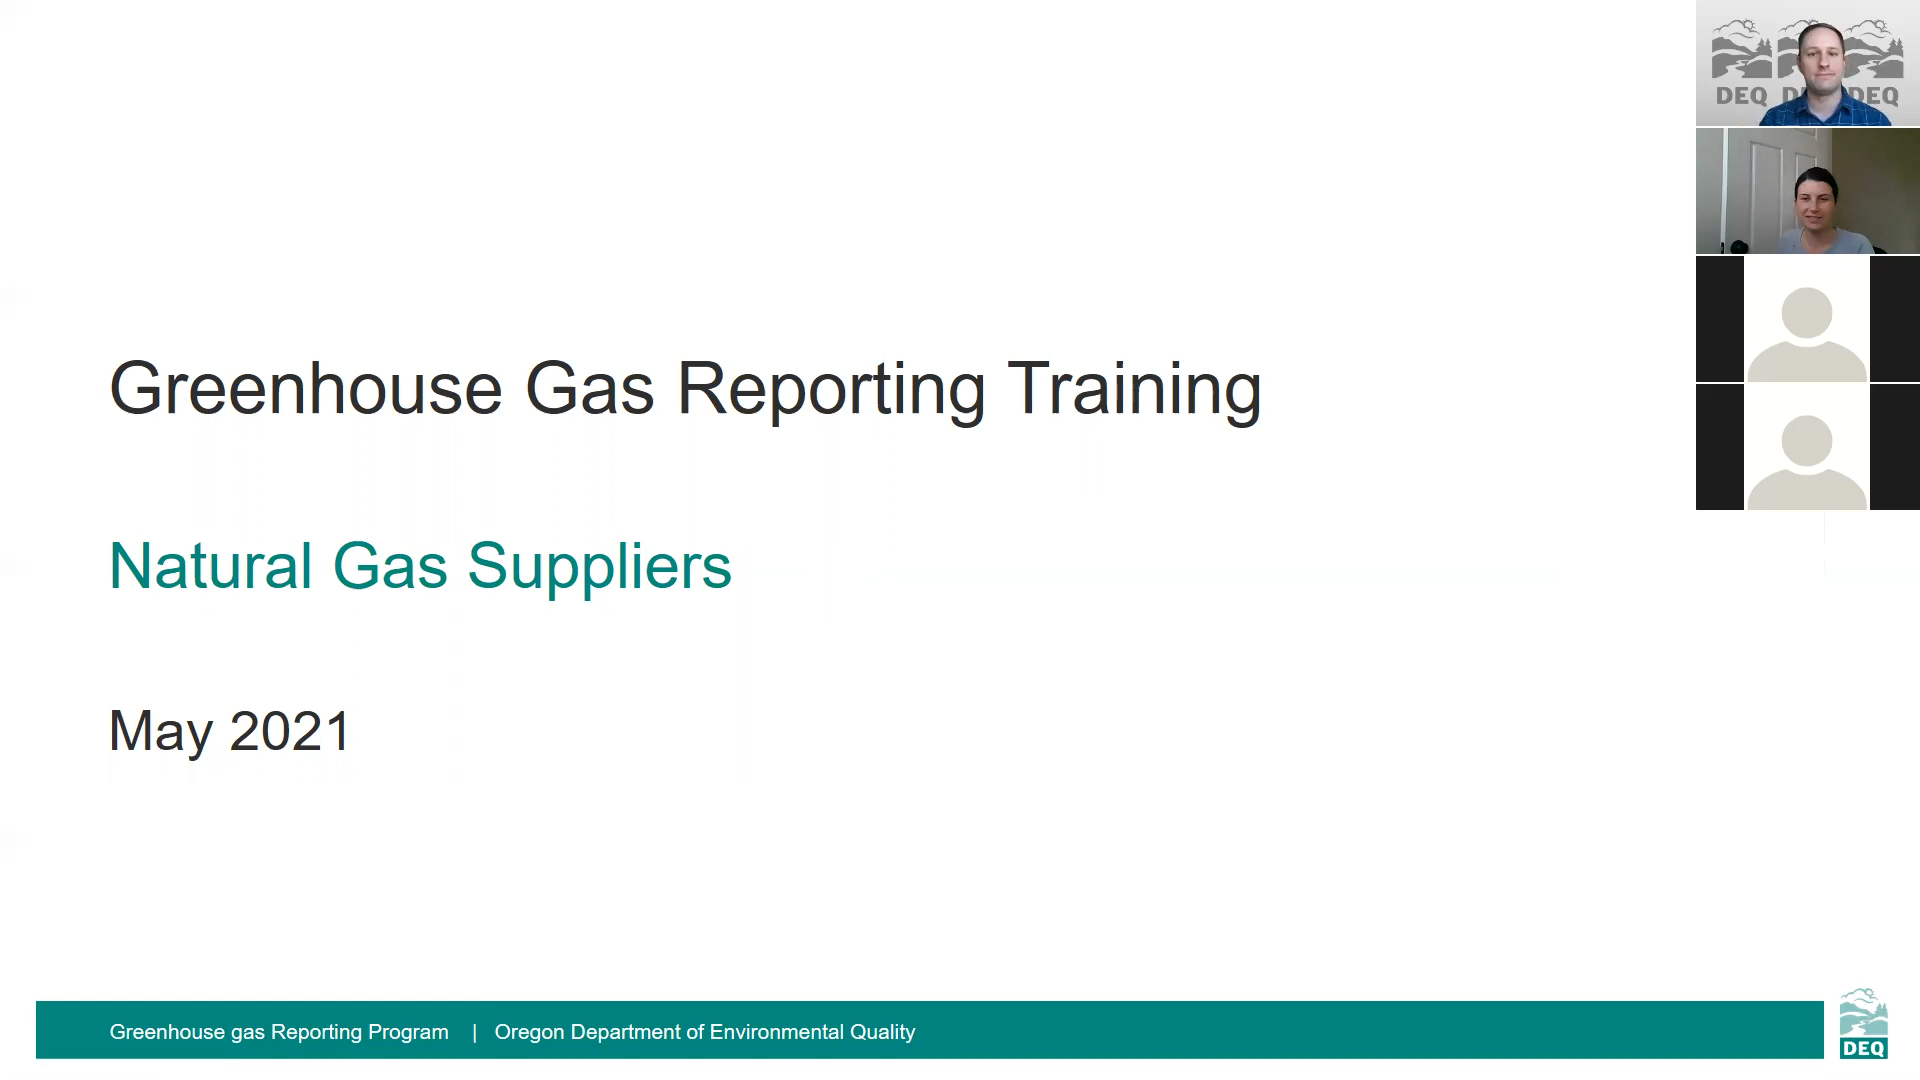 DEQ DEQ DEQ
Greenhouse Gas Reporting Training
Natural Gas Suppliers
May 2021
Greenhouse gas Reporting Program | Oregon Department of Environmental Quality
DEQ